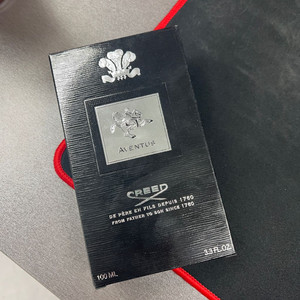 AVENTUS
CREED
DE PÈRE EN FILS DEPUIS 1760
FROM FATHER TO SON SINCE 1760
100 ML
3.3 FL.OZ